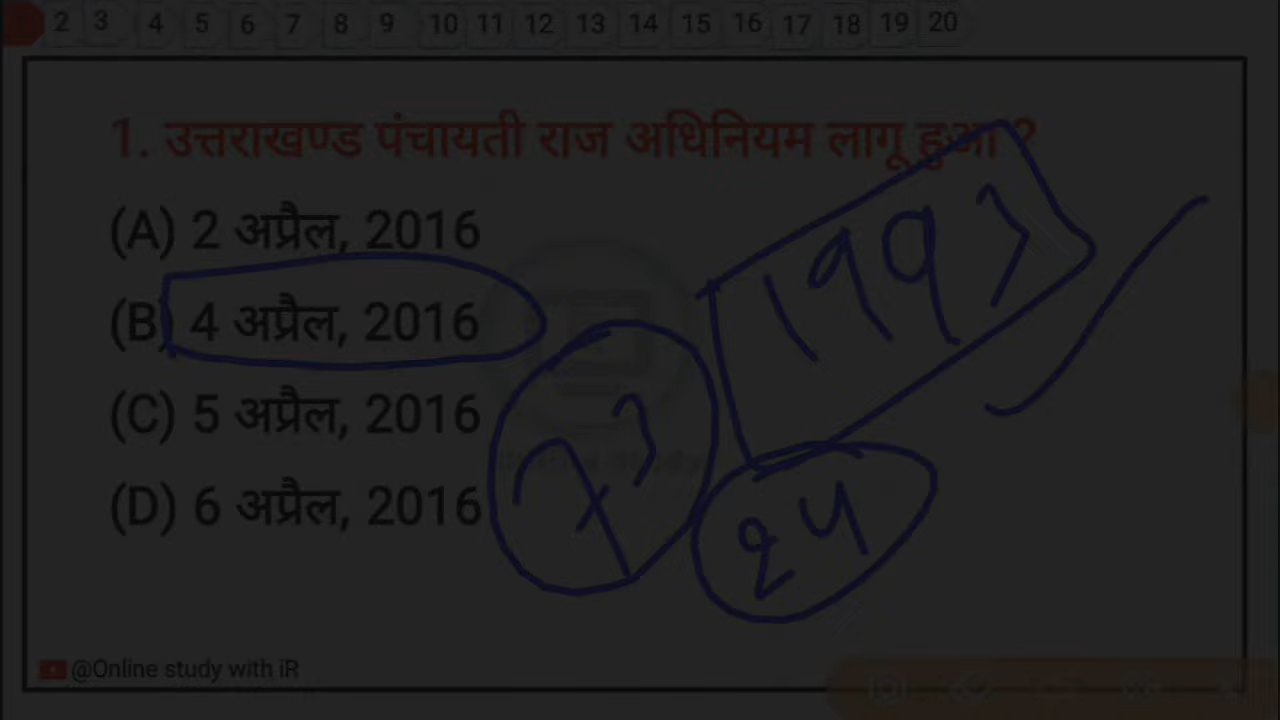 2 3 4 5 6 7 8 9 10 11 12 13 14 15 16 17 18 19 20
1. उत्तराखण्ड पंचायती राज अधिनियम लागू हुआ ?
(A) 2 अप्रैल, 2016
(B) 4 अप्रैल, 2016
(C) 5 अप्रैल, 2016
(D) 6 अप्रैल, 2016
1993
73
@Online study with iR